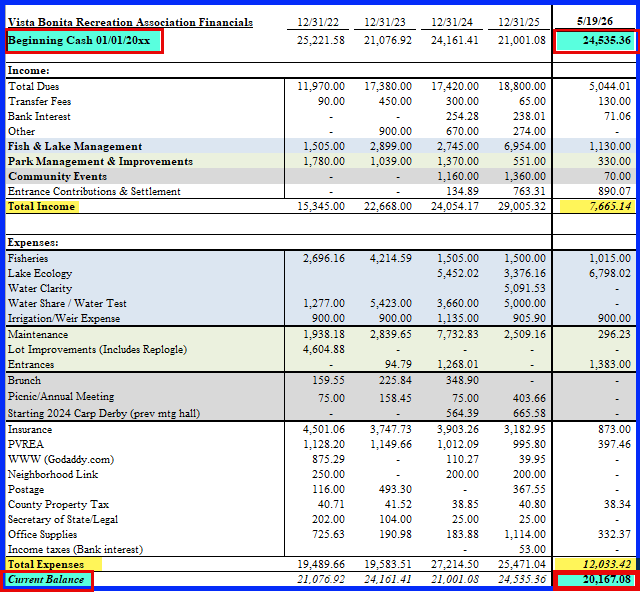 Vista Bonita Recreation Association Financials 12/31/22 12/31/23 12/31/24 12/31/25 5/19/26
Beginning Cash 01/01/20xx 25,221.58 21,076.92 24,161.41 21,001.08 24,535.36
Income:
Total Dues 11,970.00 17,380.00 17,420.00 18,800.00 5,044.01
Transfer Fees 90.00 450.00 300.00 65.00 130.00
Bank Interest - - 254.28 238.01 71.06
Other - 900.00 670.00 274.00 -
Fish & Lake Management 1,505.00 2,899.00 2,745.00 6,954.00 1,130.00
Park Management & Improvements 1,780.00 1,039.00 1,370.00 551.00 330.00
Community Events - - 1,160.00 1,360.00 70.00
Entrance Contributions & Settlement - - 134.89 763.31 890.07
Total Income 15,345.00 22,668.00 24,054.17 29,005.32 7,665.14
Expenses:
Fisheries 2,696.16 4,214.59 1,505.00 1,500.00 1,015.00
Lake Ecology 5,452.02 3,376.16 6,798.02
Water Clarity 5,091.53 -
Water Share / Water Test 1,277.00 5,423.00 3,660.00 5,000.00 -
Irrigation/Weir Expense 900.00 900.00 1,135.00 905.90 900.00
Maintenance 1,938.18 2,839.65 7,732.83 2,509.16 296.23
Lot Improvements (Includes Replogle) 4,604.88 - - - -
Entrances - 94.79 1,268.01 - 1,383.00
Brunch 159.55 225.84 348.90 - -
Picnic/Annual Meeting 75.00 158.45 75.00 403.66 -
Starting 2024 Carp Derby (prev mtg hall) - - 564.39 665.58 -
Insurance 4,501.06 3,747.73 3,903.26 3,182.95 873.00
PVREA 1,128.20 1,149.66 1,012.09 995.80 397.46
WWW (Godaddy.com) 875.29 - 110.27 39.95 -
Neighborhood Link 250.00 - 200.00 200.00 -
Postage 116.00 493.30 - 367.55 -
County Property Tax 40.71 41.52 38.85 40.80 38.34
Secretary of State/Legal 202.00 104.00 25.00 25.00 -
Office Supplies 725.63 190.98 183.88 1,114.00 332.37
Income taxes (Bank interest) - 53.00 -
Total Expenses 19,489.66 19,583.51 27,214.50 25,471.04 12,033.42
Current Balance 21,076.92 24,161.41 21,001.08 24,535.36 20,167.08